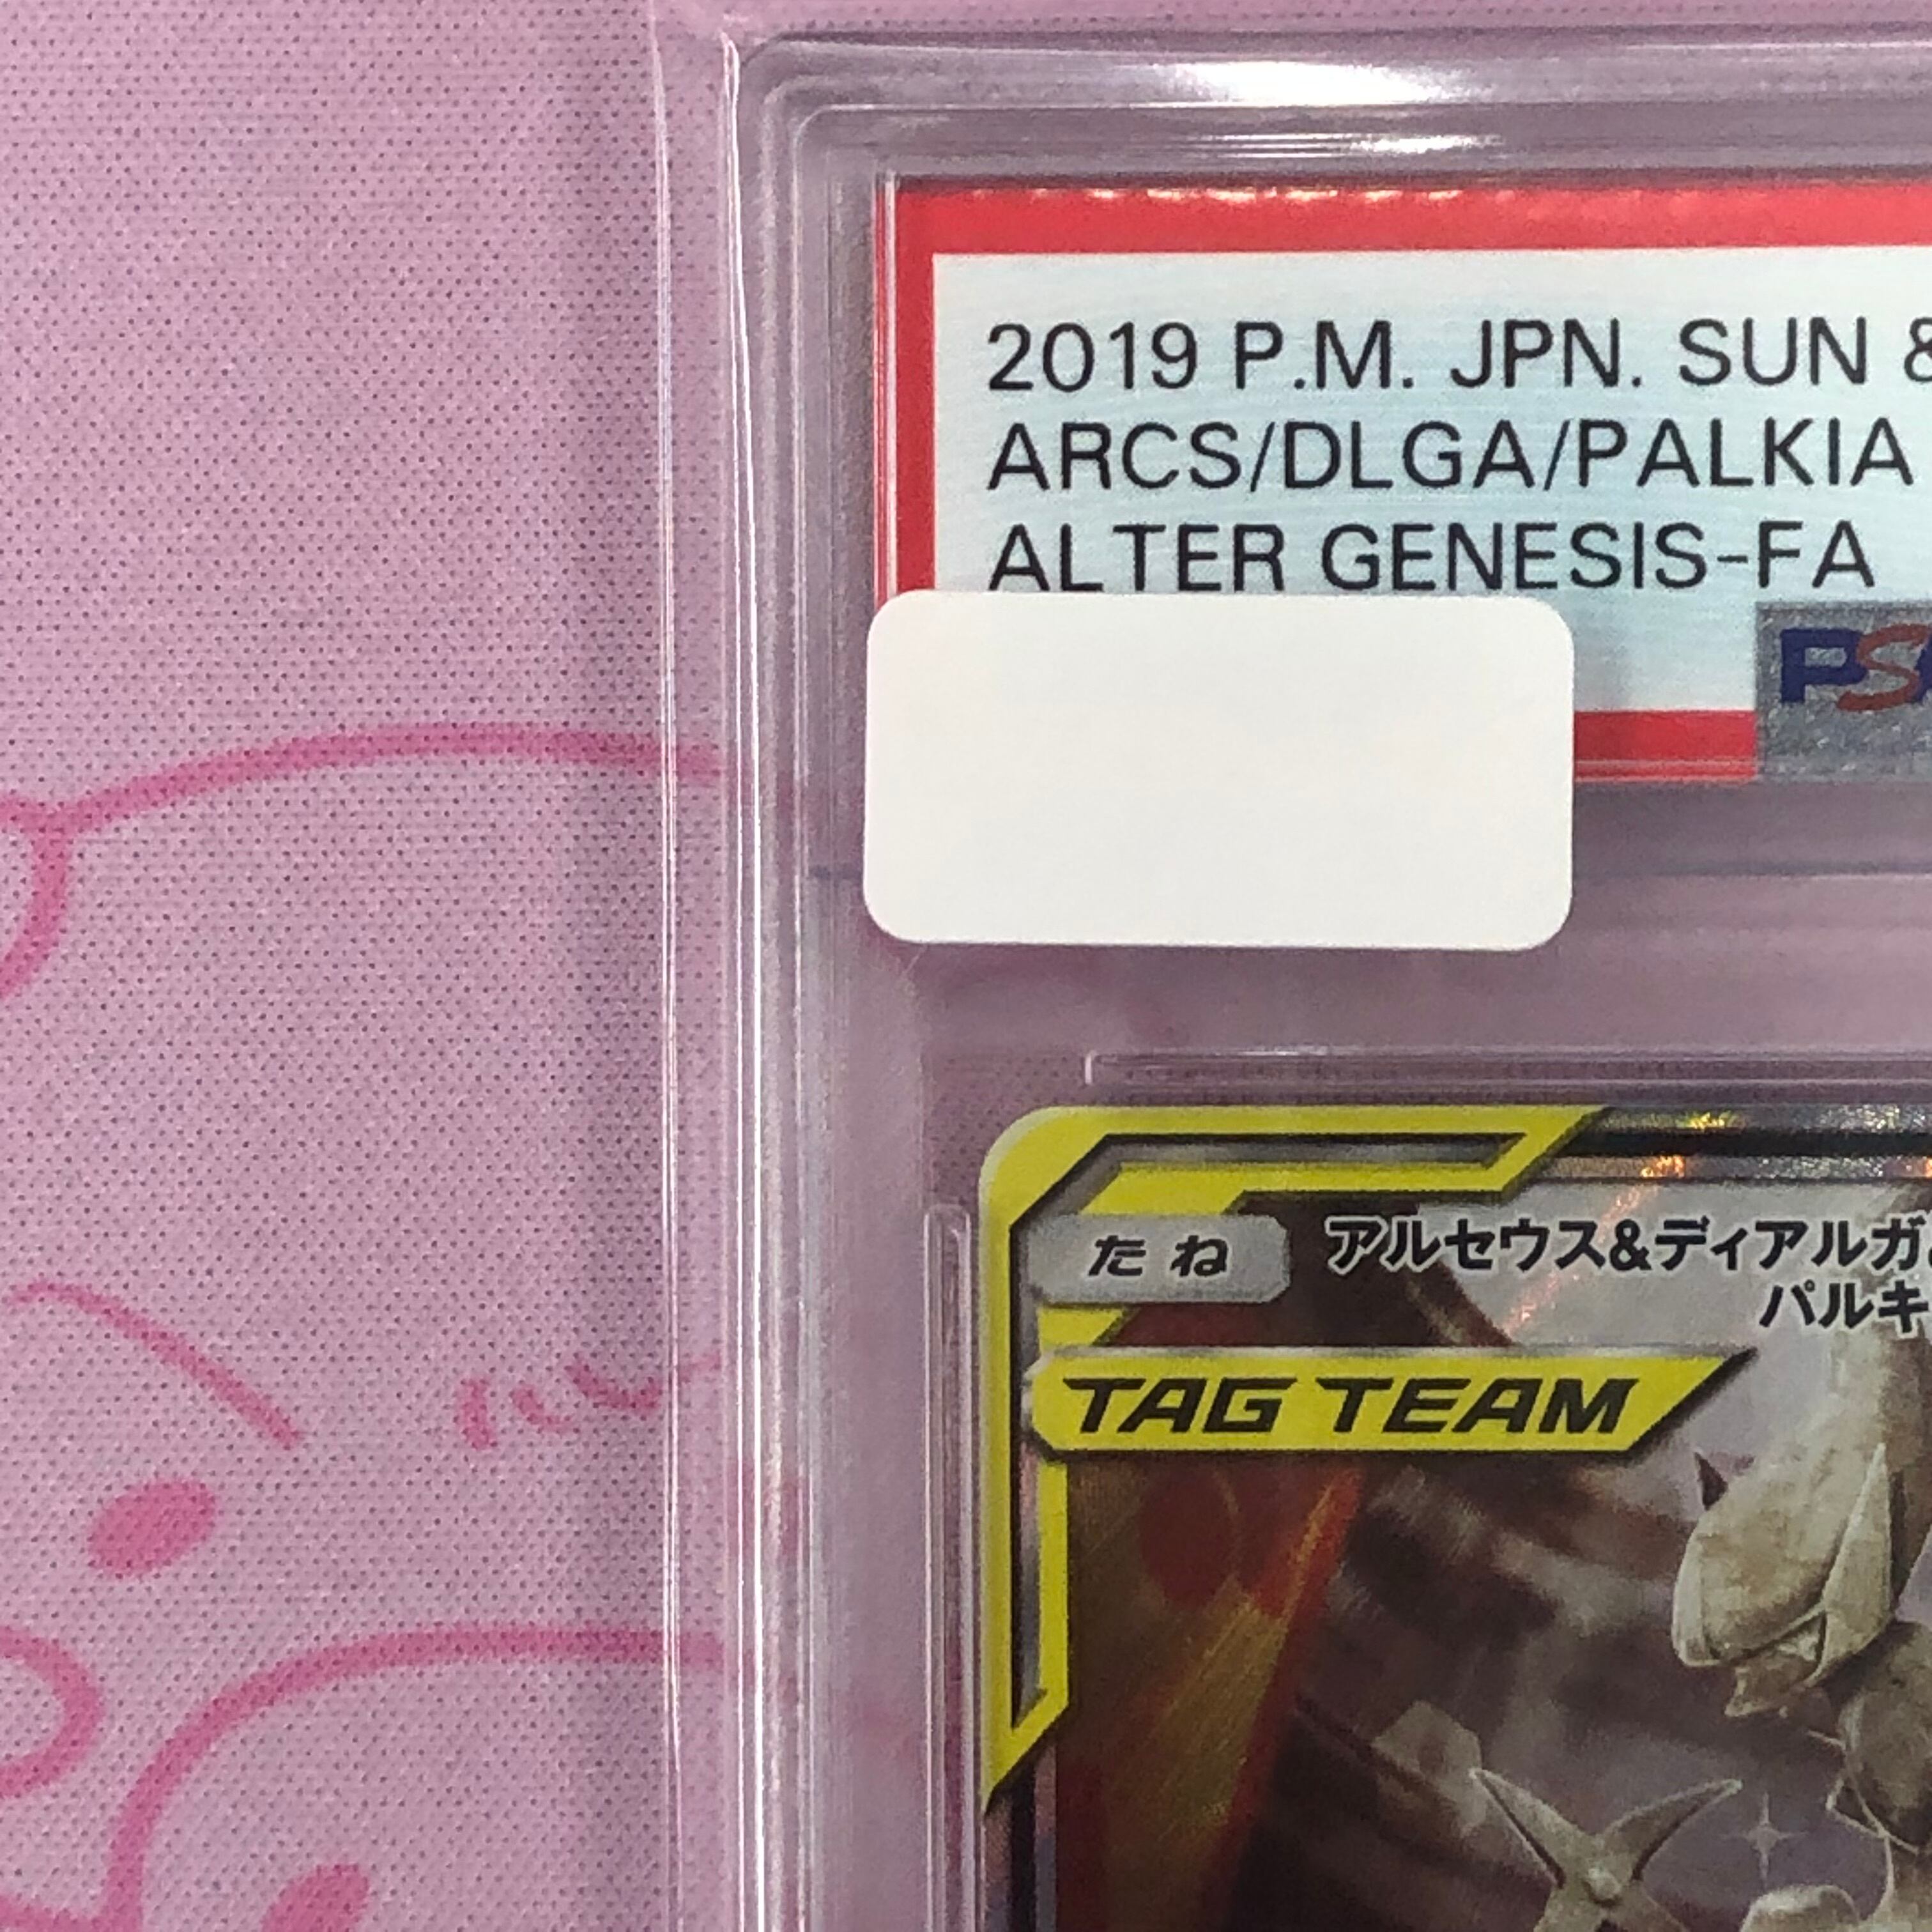 2019 P.M. JPN. SUN &
ARCS/DLGA/PALKIA
ALTER GENESIS-FA
PSA
たね
アルセウス&ディアルガ&
パルキ
TAG TEAM